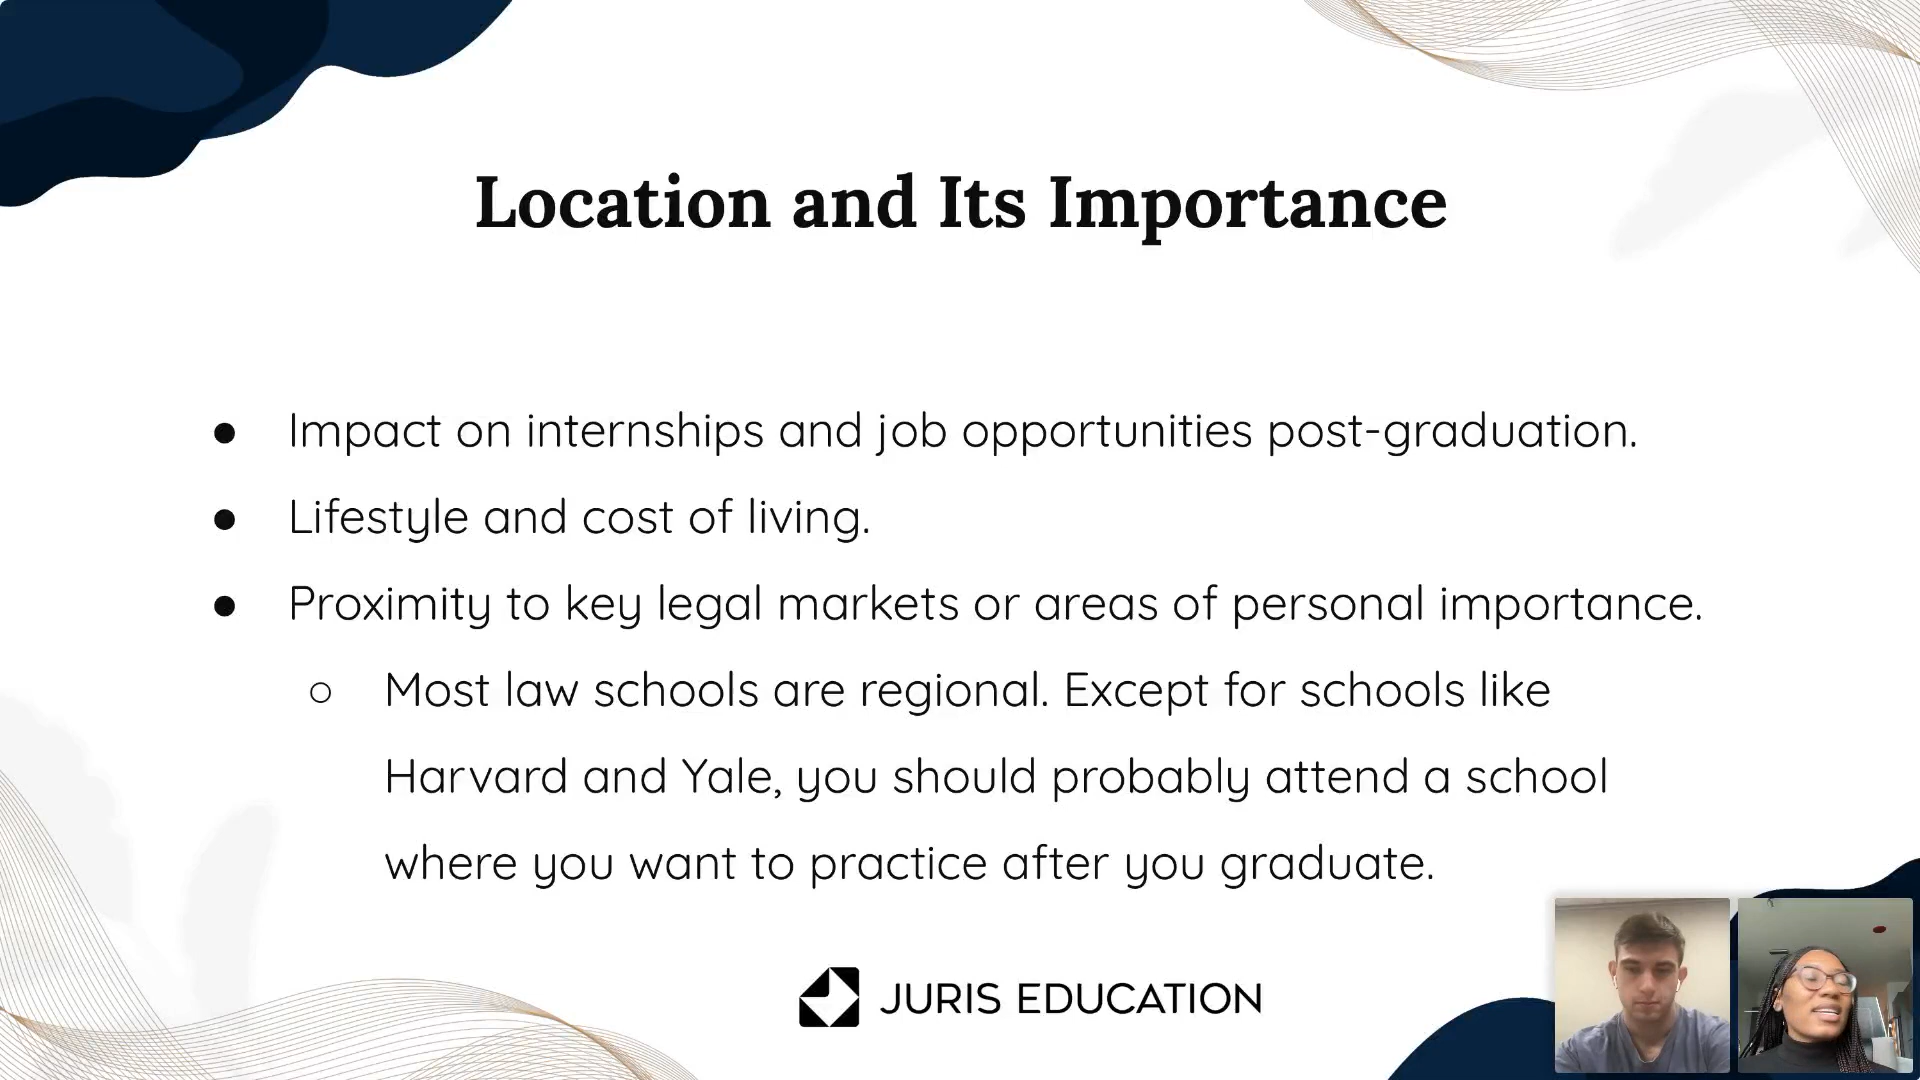 Location and Its Importance
● Impact on internships and job opportunities post-graduation.
● Lifestyle and cost of living.
● Proximity to key legal markets or areas of personal importance.
○ Most law schools are regional. Except for schools like
Harvard and Yale, you should probably attend a school
where you want to practice after you graduate.
JURIS EDUCATION